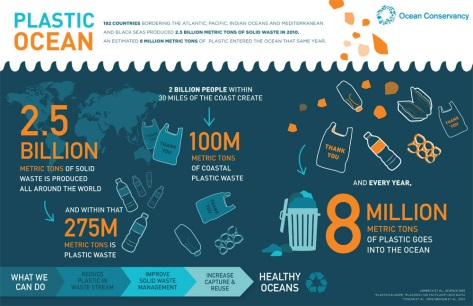 PLASTIC
OCEAN
192 COUNTRIES BORDERING THE ATLANTIC, PACIFIC, INDIAN OCEANS AND MEDITERRANEAN
AND BLACK SEAS PRODUCED 2.5 BILLION METRIC TONS OF SOLID WASTE IN 2010.
AN ESTIMATED 8 MILLION METRIC TONS OF PLASTIC ENTERED THE OCEAN THAT SAME YEAR.
Ocean Conservancy
2 BILLION PEOPLE WITHIN
30 MILES OF THE COAST CREATE
2.5
BILLION
METRIC TONS OF SOLID
WASTE IS PRODUCED
ALL AROUND THE WORLD
THANK
YOU
100M
METRIC TONS
OF COASTAL
PLASTIC WASTE
THANK
YOU
THANK
YOU
AND WITHIN THAT
275M
METRIC TONS IS
PLASTIC WASTE
AND EVERY YEAR,
8 MILLION
METRIC TONS
OF PLASTIC GOES
INTO THE OCEAN
WHAT WE
CAN DO
REDUCE
PLASTIC IN
WASTE STREAM
IMPROVE
SOLID WASTE
MANAGEMENT
INCREASE
CAPTURE &
REUSE
HEALTHY
OCEANS